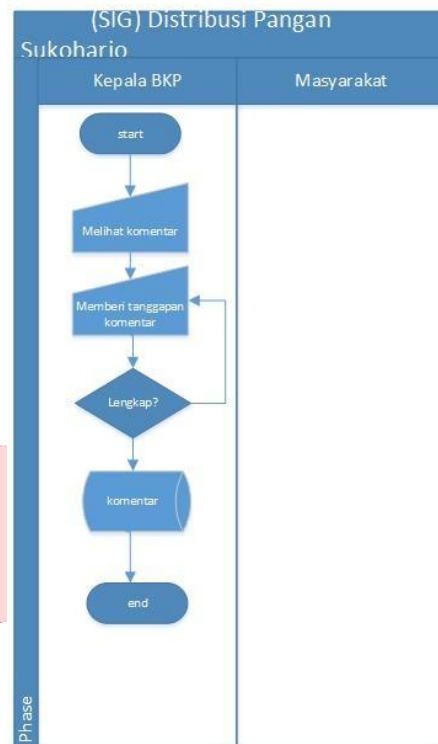 (SIG) Distribusi Pangan
Sukoharjo
Kepala BKP
Masyarakat
start
Melihat komentar
Memberi tanggapan
komentar
Lengkap?
komentar
end
Phase